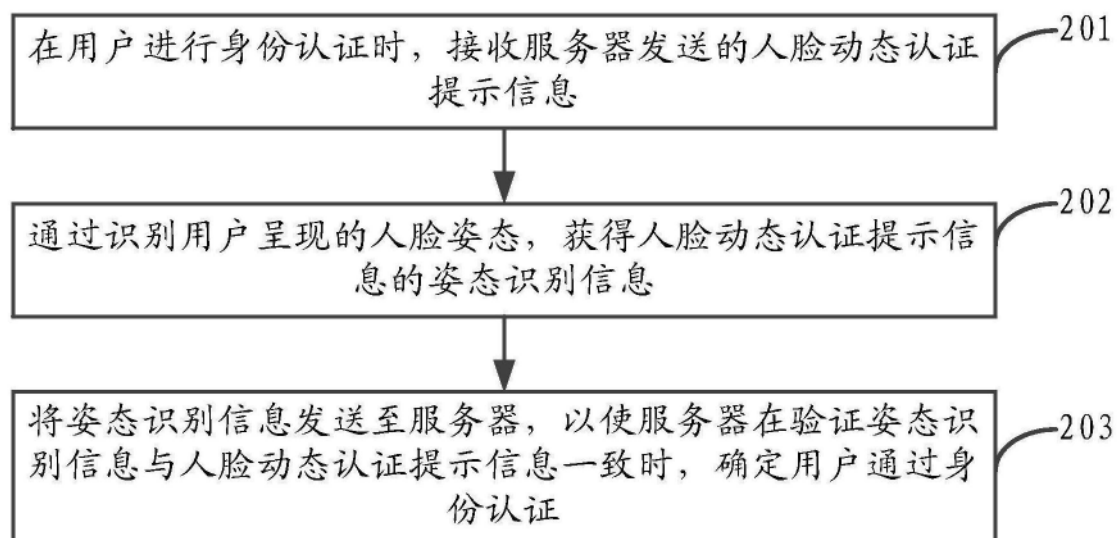 在用户进行身份认证时，接收服务器发送的人脸动态认证
提示信息
201
通过识别用户呈现的人脸姿态，获得人脸动态认证提示信
息的姿态识别信息
202
将姿态识别信息发送至服务器，以使服务器在验证姿态识
别信息与人脸动态认证提示信息一致时，确定用户通过身
份认证
203